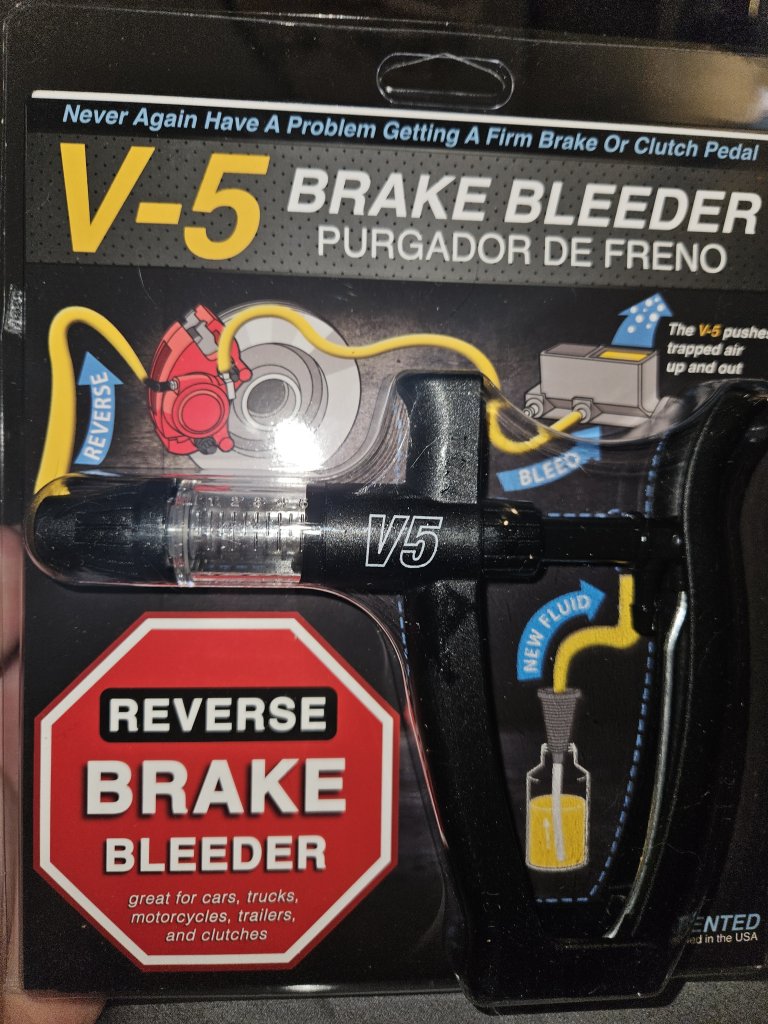 Never Again Have A Problem Getting A Firm Brake Or Clutch Pedal
V-5
BRAKE BLEEDER
PURGADOR DE FRENO
The V-5 pushes
trapped air
up and out
REVERSE
BLEED
V5
NEW FLUID
REVERSE
BRAKE
BLEEDER
great for cars, trucks,
motorcycles, trailers,
and clutches
in the USA